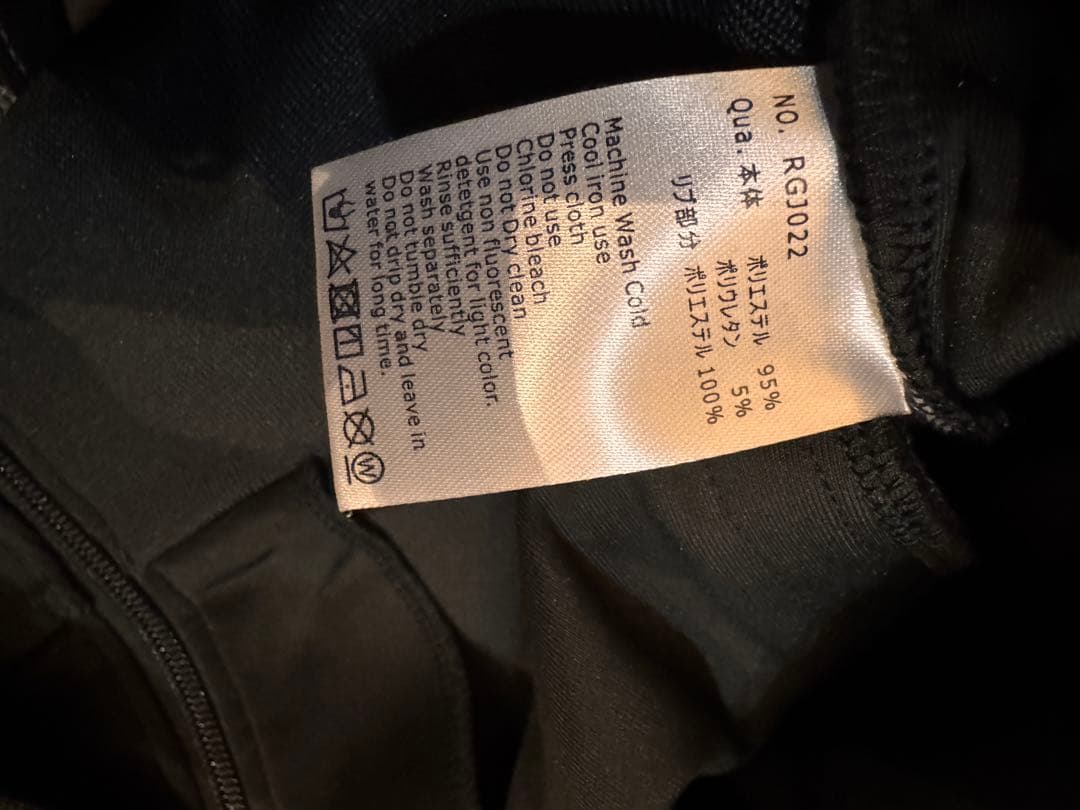 NO. RGJ022
Qua. 本体 ポリエステル 95%
ポリウレタン 5%
リブ部分 ポリエステル 100%
Machine Wash Cold
Cool iron use
Press cloth
Do not use
Chlorine bleach
Do not Dry clean
Use non fluorescent
detetgent for light color.
Rinse sufficiently
Wash separately
Do not tumble dry
Do not drip dry and leave in
water for long time.
W